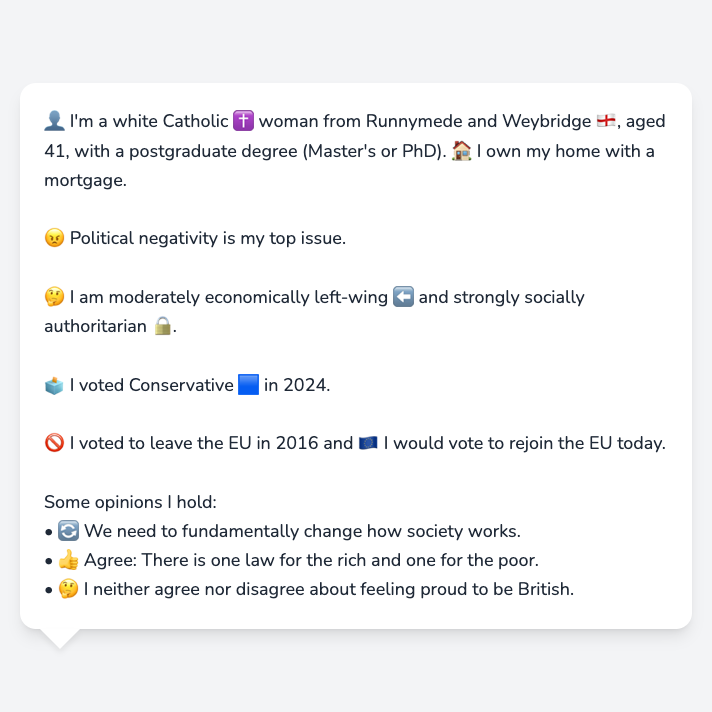 👤 I'm a white Catholic ✝️ woman from Runnymede and Weybridge 🏴󠁧󠁢󠁥󠁮󠁧󠁿, aged
41, with a postgraduate degree (Master's or PhD). 🏠 I own my home with a
mortgage.
😠 Political negativity is my top issue.
🤔 I am moderately economically left-wing ⬅️ and strongly socially
authoritarian 🔒.
🗳️ I voted Conservative 🟦 in 2024.
🚫 I voted to leave the EU in 2016 and 🇪🇺 I would vote to rejoin the EU today.
Some opinions I hold:
• 🔄 We need to fundamentally change how society works.
• 👍 Agree: There is one law for the rich and one for the poor.
• 🤔 I neither agree nor disagree about feeling proud to be British.